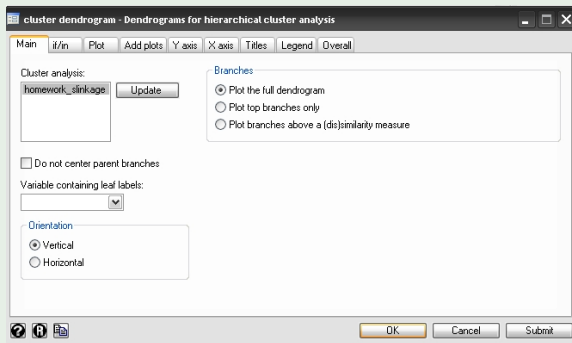 cluster dendrogram - Dendrograms for hierarchical cluster analysis
Main if/in Plot Add plots Y axis X axis Titles Legend Overall
Cluster analysis:
homework_slinkage
Update
Do not center parent branches
Variable containing leaf labels:
Orientation
Vertical
Horizontal
Branches
Plot the full dendrogram
Plot top branches only
Plot branches above a (dis)similarity measure
? R
OK Cancel Submit